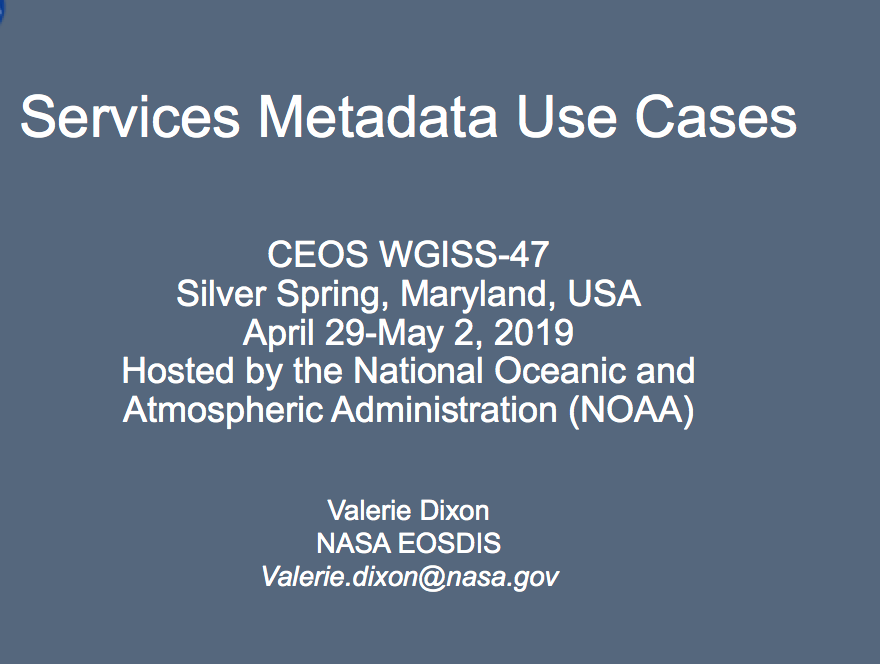 Services Metadata Use Cases
CEOS WGISS-47
Silver Spring, Maryland, USA
April 29-May 2, 2019
Hosted by the National Oceanic and
Atmospheric Administration (NOAA)
Valerie Dixon
NASA EOSDIS
Valerie.dixon@nasa.gov